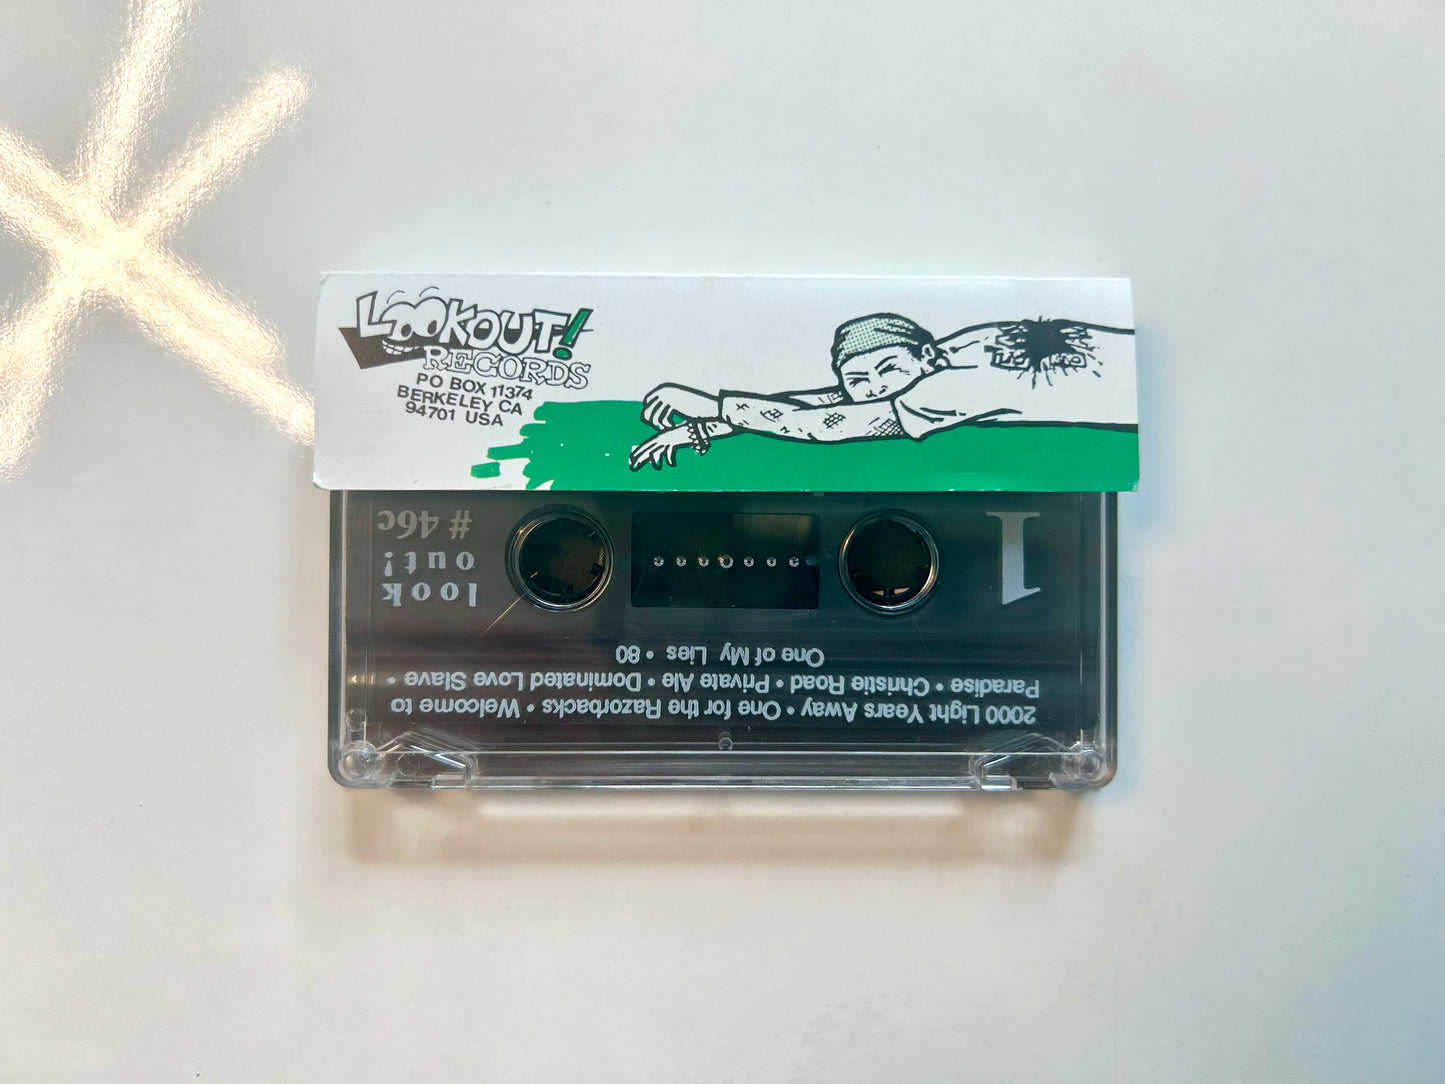 LOOKOUT!
RECORDS
PO BOX 11374
BERKELEY CA
94701 USA
1
look
out!
# 46c
2000 Light Years Away • One for the Razorbacks • Welcome to
Paradise • Christie Road • Private Ale • Dominated Love Slave •
One of My Lies • 80